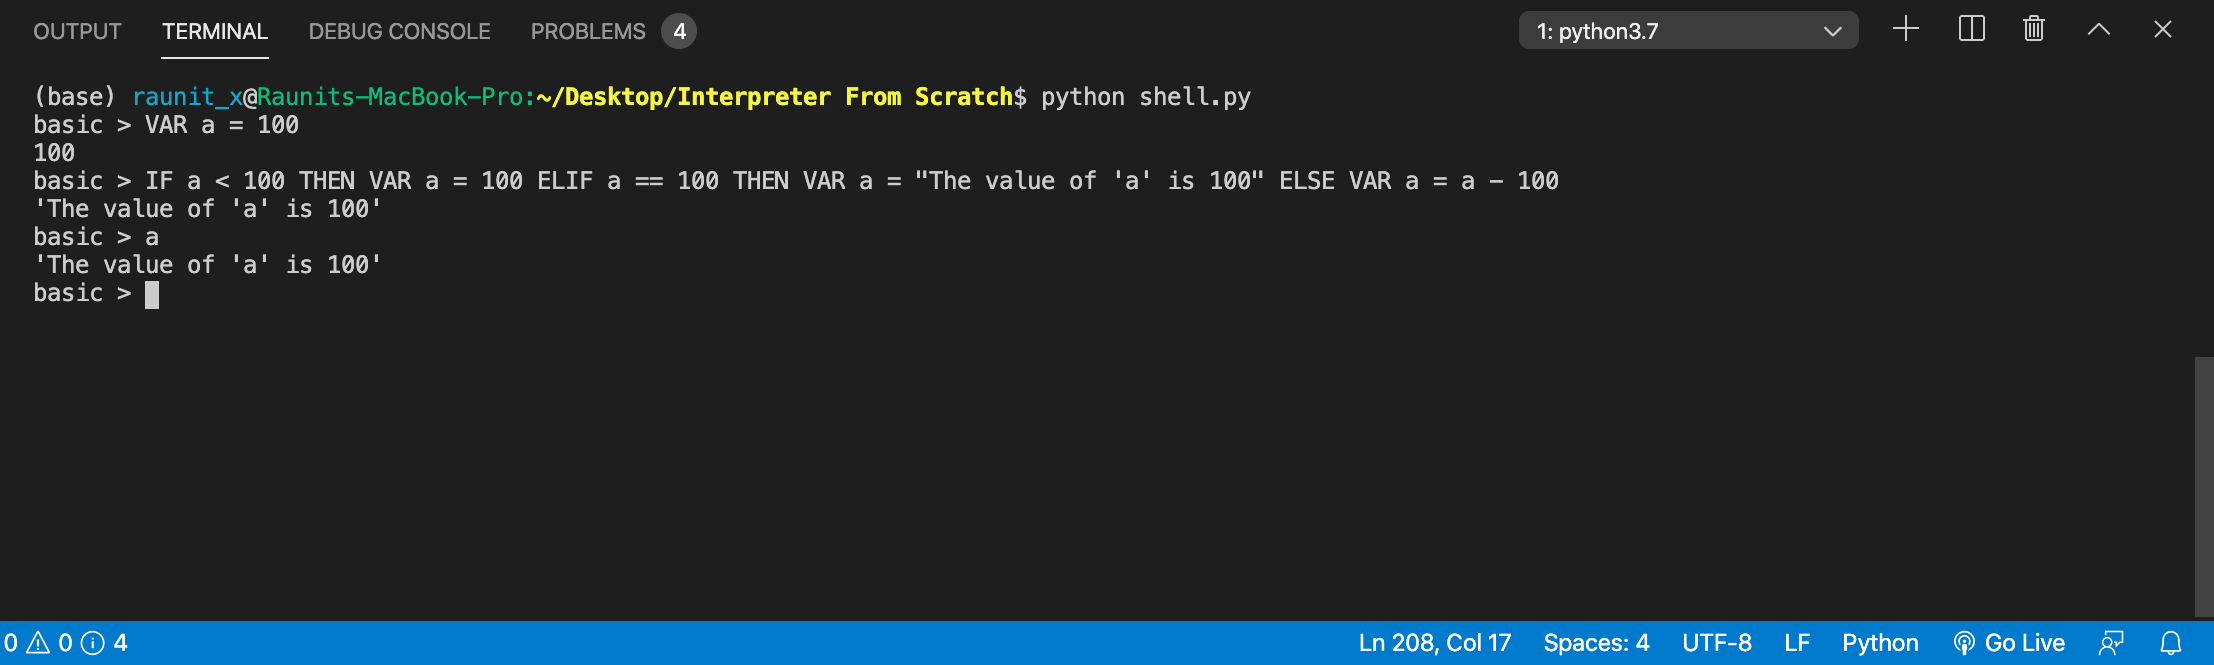 OUTPUT TERMINAL DEBUG CONSOLE PROBLEMS 4 1: python3.7
(base) raunit_x@Raunits-MacBook-Pro:~/Desktop/Interpreter From Scratch$ python shell.py
basic > VAR a = 100
100
basic > IF a < 100 THEN VAR a = 100 ELIF a == 100 THEN VAR a = "The value of 'a' is 100" ELSE VAR a = a - 100
'The value of 'a' is 100'
basic > a
'The value of 'a' is 100'
basic >
0 0 4 Ln 208, Col 17 Spaces: 4 UTF-8 LF Python Go Live